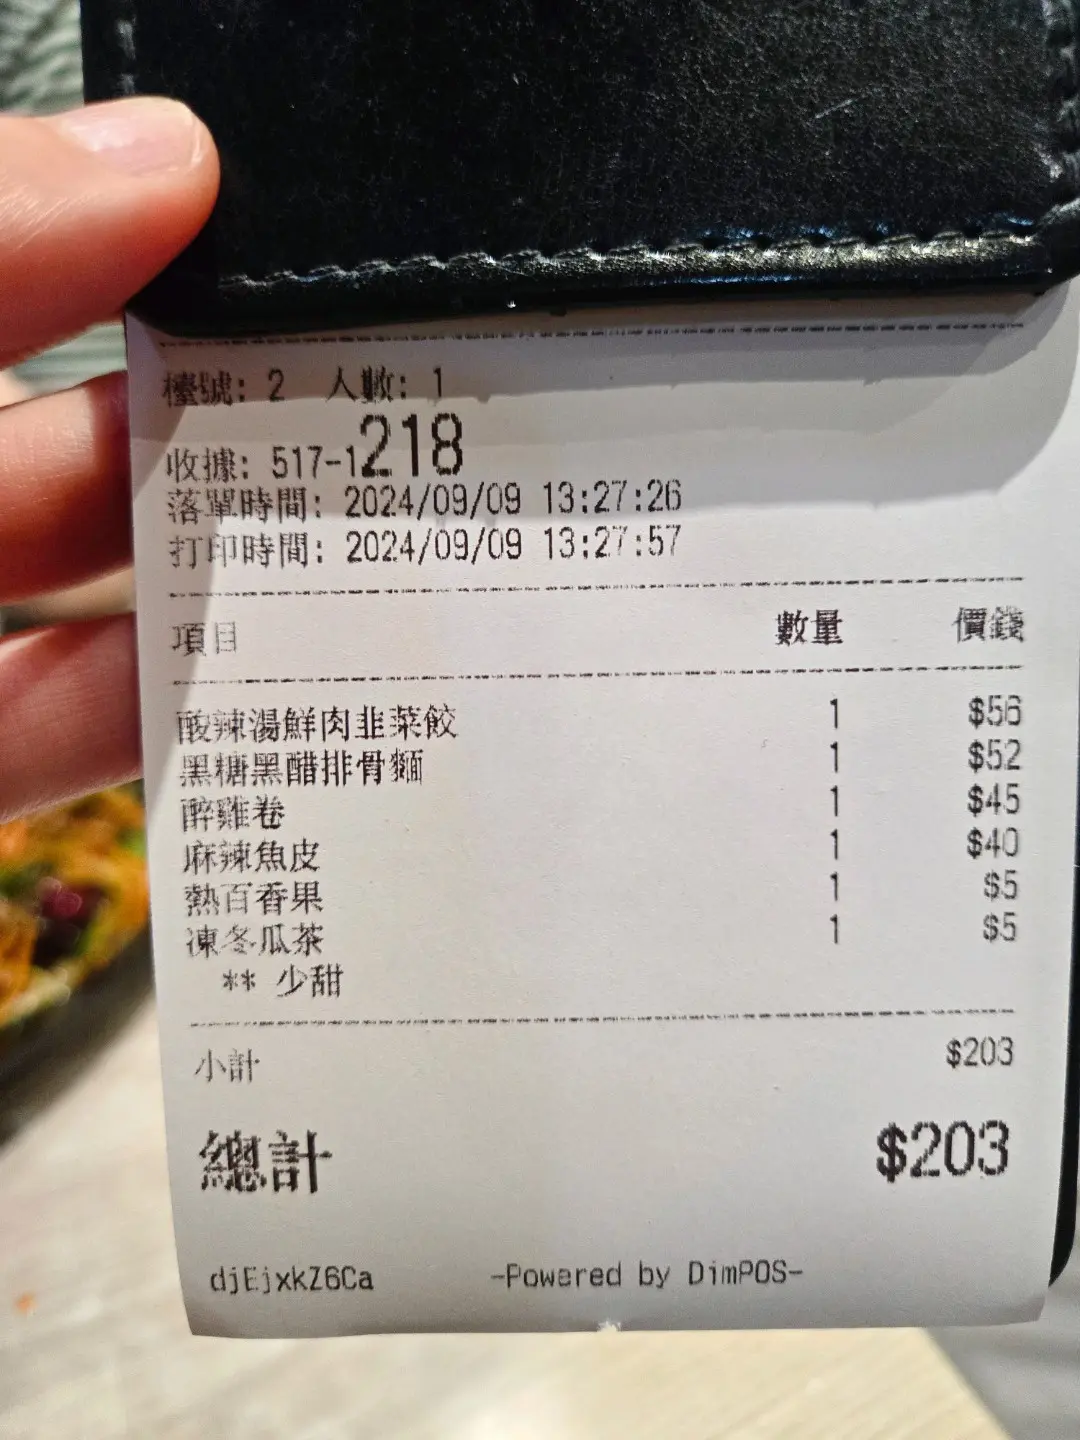 檯號: 2 人數: 1
收據: 517-1218
落單時間: 2024/09/09 13:27:26
打印時間: 2024/09/09 13:27:57
項目 數量 價錢
酸辣湯鮮肉韭菜餃 1 $56
黑糖黑醋排骨麵 1 $52
醉雞卷 1 $45
麻辣魚皮 1 $40
熱百香果 1 $5
凍冬瓜茶 1 $5
** 少甜
小計 $203
總計 $203
djEjxkZ6Ca -Powered by DimPOS-